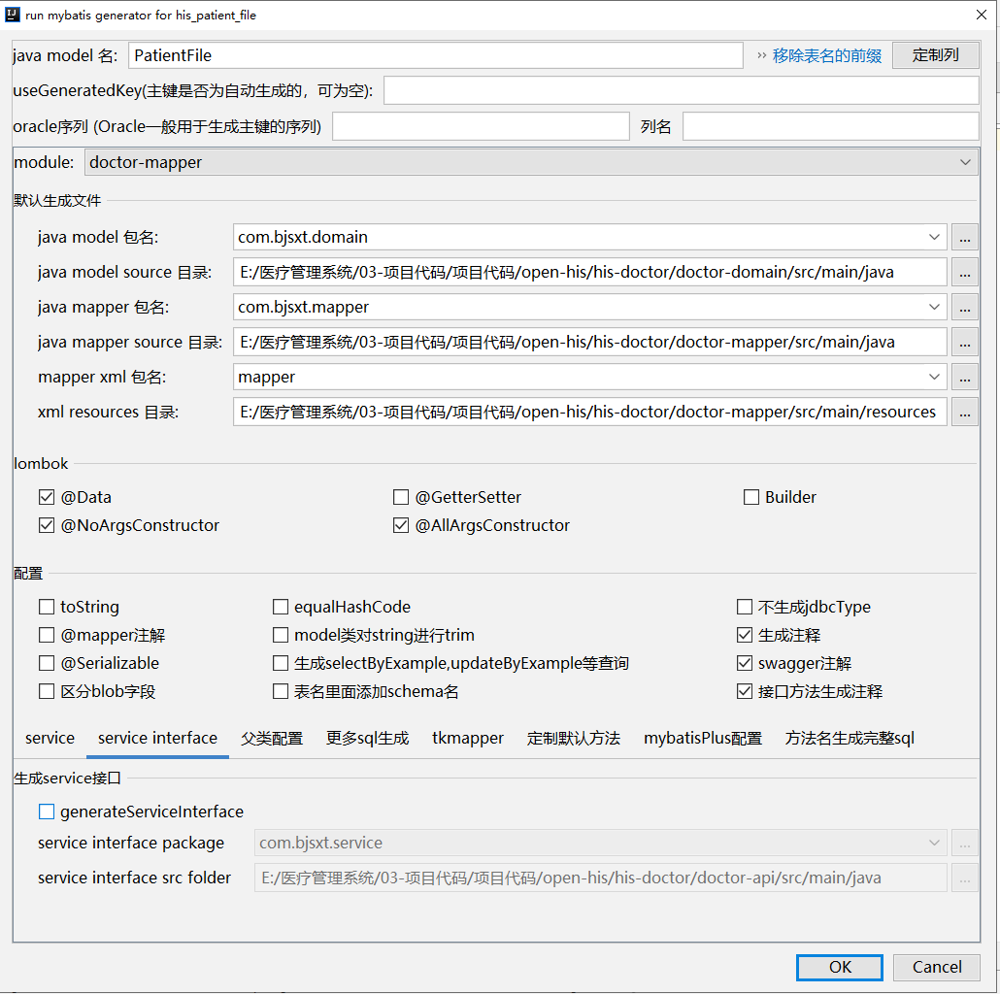 run mybatis generator for his_patient_file
java model 名: PatientFile >> 移除表名的前缀 定制列
useGeneratedKey(主键是否为自动生成的，可为空):
oracle序列 (Oracle一般用于生成主键的序列) 列名
module: doctor-mapper
默认生成文件
java model 包名: com.bjsxt.domain ...
java model source 目录: E:/医疗管理系统/03-项目代码/项目代码/open-his/his-doctor/doctor-domain/src/main/java ...
java mapper 包名: com.bjsxt.mapper ...
java mapper source 目录: E:/医疗管理系统/03-项目代码/项目代码/open-his/his-doctor/doctor-mapper/src/main/java ...
mapper xml 包名: mapper ...
xml resources 目录: E:/医疗管理系统/03-项目代码/项目代码/open-his/his-doctor/doctor-mapper/src/main/resources ...
lombok
@Data @GetterSetter Builder
@NoArgsConstructor @AllArgsConstructor
配置
toString equalHashCode 不生成jdbcType
@mapper注解 model类对string进行trim 生成注释
@Serializable 生成selectByExample,updateByExample等查询 swagger注解
区分blob字段 表名里面添加schema名 接口方法生成注释
service service interface 父类配置 更多sql生成 tkmapper 定制默认方法 mybatisPlus配置 方法名生成完整sql
生成service接口
generateServiceInterface
service interface package com.bjsxt.service ...
service interface src folder E:/医疗管理系统/03-项目代码/项目代码/open-his/his-doctor/doctor-api/src/main/java ...
OK Cancel